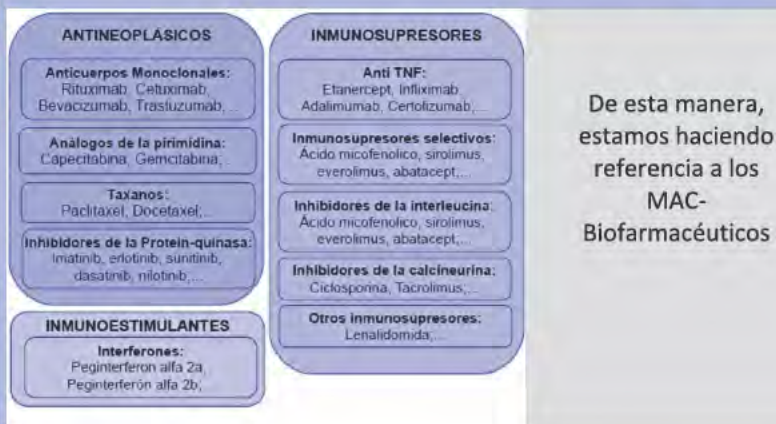 ANTINEOPLÁSICOS
Anticuerpos Monoclonales:
Rituximab, Cetuximab,
Bevacizumab, Trastuzumab,...
Análogos de la pirimidina:
Capecitabina, Gemcitabina,...
Taxanos:
Paclitaxel, Docetaxel,...
Inhibidores de la Protein-quinasa:
Imatinib, erlotinib, sunitinib,
dasatinib, nilotinib,...
INMUNOESTIMULANTES
Interferones:
Peginterferon alfa 2a,
Peginterferón alfa 2b,
INMUNOSUPRESORES
Anti TNF:
Etanercept, Infliximab,
Adalimumab, Certolizumab,...
Inmunosupresores selectivos:
Ácido micofenolico, sirolimus,
everolimus, abatacept,...
Inhibidores de la interleucina:
Ácido micofenolico, sirolimus,
everolimus, abatacept,...
Inhibidores de la calcineurina:
Ciclosporina, Tacrolimus,...
Otros inmunosupresores:
Lenalidomida,...
De esta manera,
estamos haciendo
referencia a los
MAC-
Biofarmacéuticos